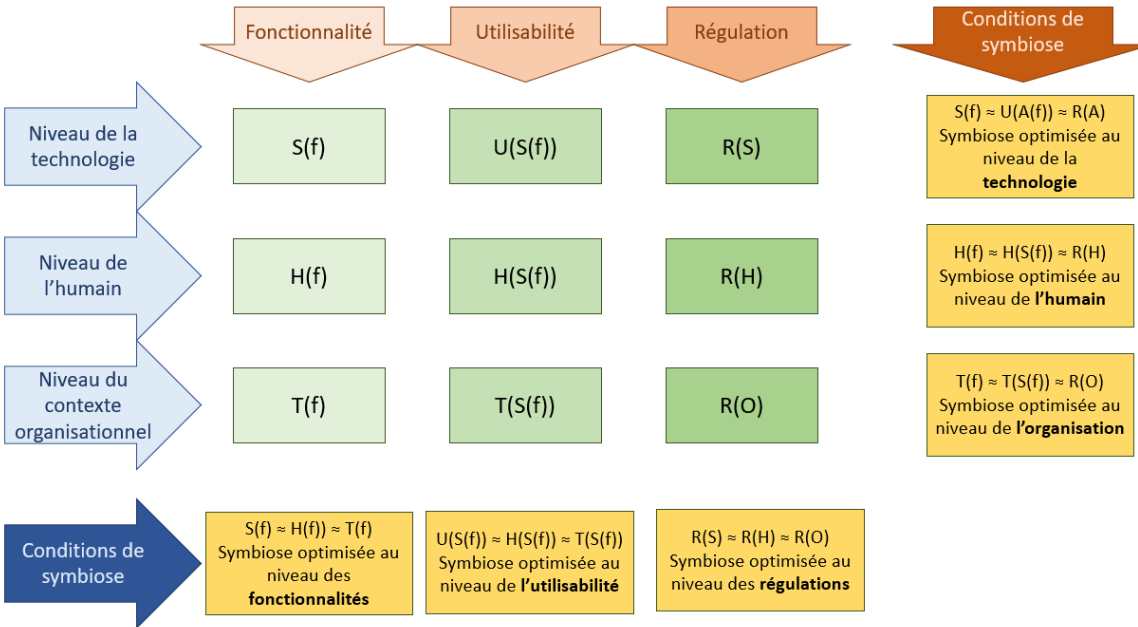 Fonctionnalité
Utilisabilité
Régulation
Conditions de
symbiose
Niveau de la
technologie
S(f)
U(S(f))
R(S)
S(f) ≈ U(A(f)) ≈ R(A)
Symbiose optimisée au
niveau de la
technologie
Niveau de
l’humain
H(f)
H(S(f))
R(H)
H(f) ≈ H(S(f)) ≈ R(H)
Symbiose optimisée au
niveau de l’humain
Niveau du
contexte
organisationnel
T(f)
T(S(f))
R(O)
T(f) ≈ T(S(f)) ≈ R(O)
Symbiose optimisée au
niveau de l’organisation
Conditions de
symbiose
S(f) ≈ H(f)) ≈ T(f)
Symbiose optimisée au
niveau des
fonctionnalités
U(S(f)) ≈ H(S(f)) ≈ T(S(f))
Symbiose optimisée au
niveau de l’utilisabilité
R(S) ≈ R(H) ≈ R(O)
Symbiose optimisée au
niveau des régulations